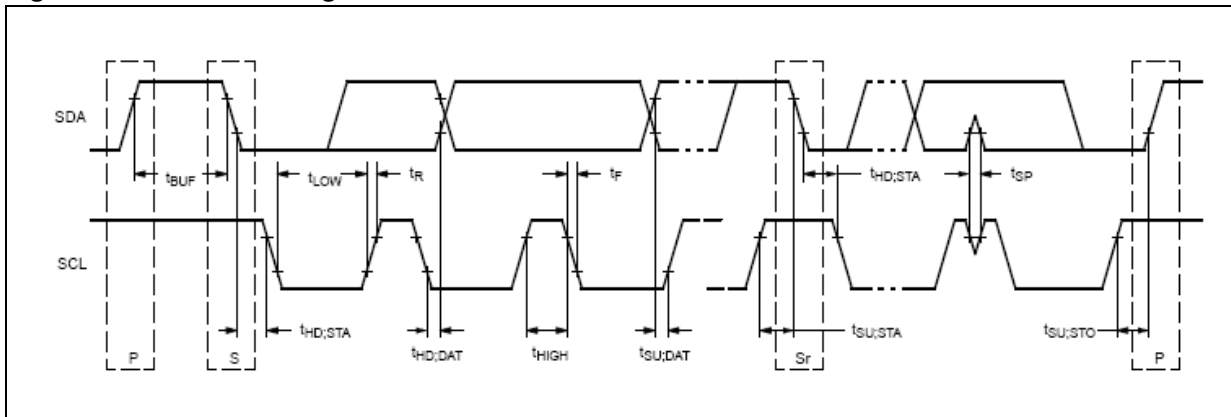 SDA
tBUF
tLOW
tR
tF
tHD;STA
tSP
SCL
tHD;STA
tHD;DAT
tHIGH
tSU;DAT
tSU;STA
tSU;STO
P
S
Sr
P